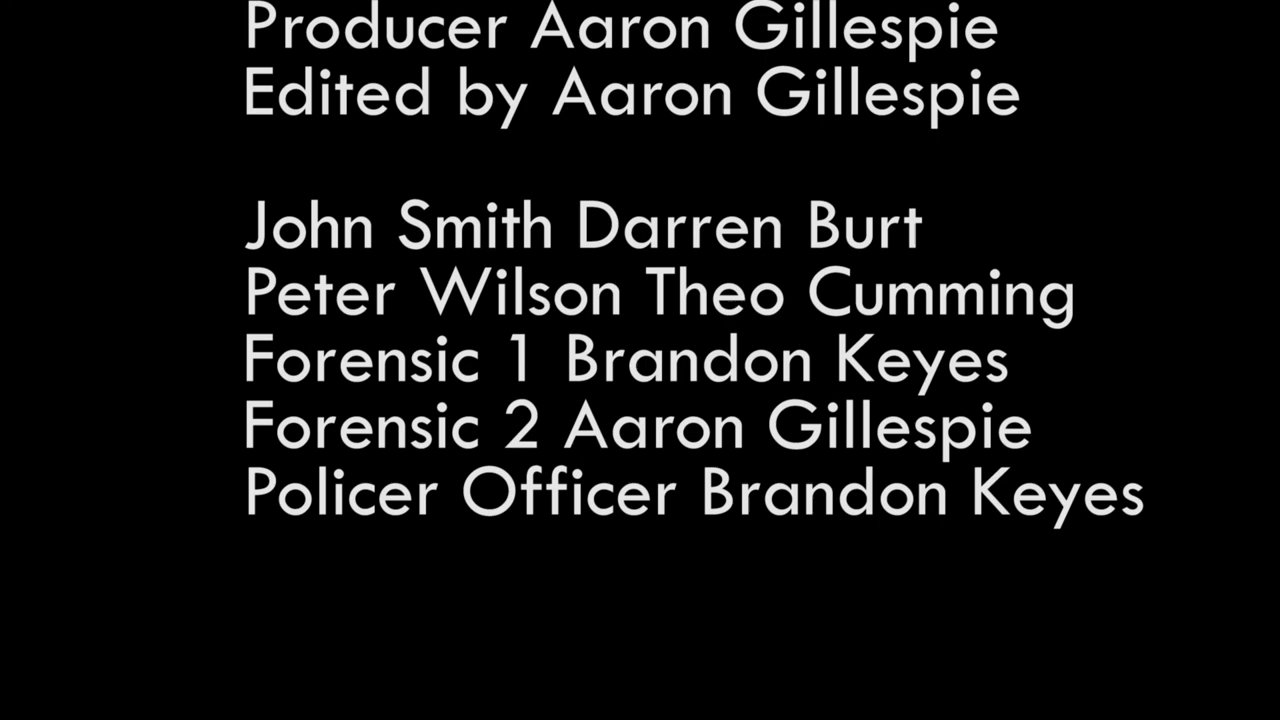 Producer Aaron Gillespie
Edited by Aaron Gillespie
John Smith Darren Burt
Peter Wilson Theo Cumming
Forensic 1 Brandon Keyes
Forensic 2 Aaron Gillespie
Policer Officer Brandon Keyes